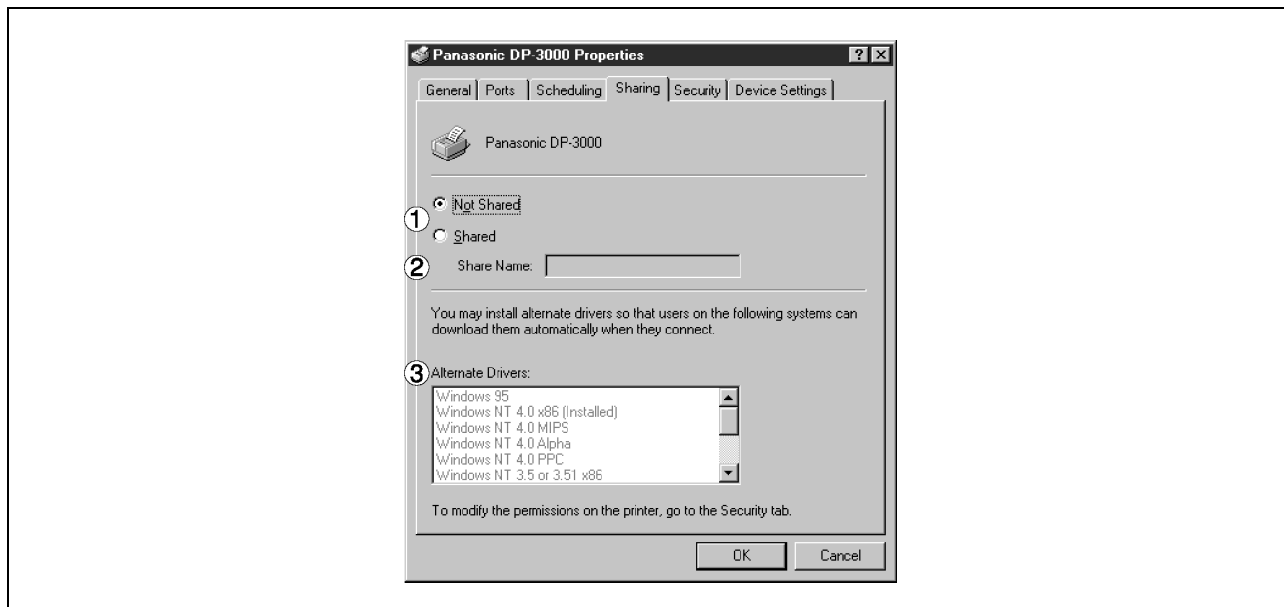 Panasonic DP-3000 Properties
General Ports Scheduling Sharing Security Device Settings
Panasonic DP-3000
Not Shared
①
Shared
② Share Name:
You may install alternate drivers so that users on the following systems can
download them automatically when they connect.
③ Alternate Drivers:
Windows 95
Windows NT 4.0 x86 (Installed)
Windows NT 4.0 MIPS
Windows NT 4.0 Alpha
Windows NT 4.0 PPC
Windows NT 3.5 or 3.51 x86
To modify the permissions on the printer, go to the Security tab.
OK Cancel